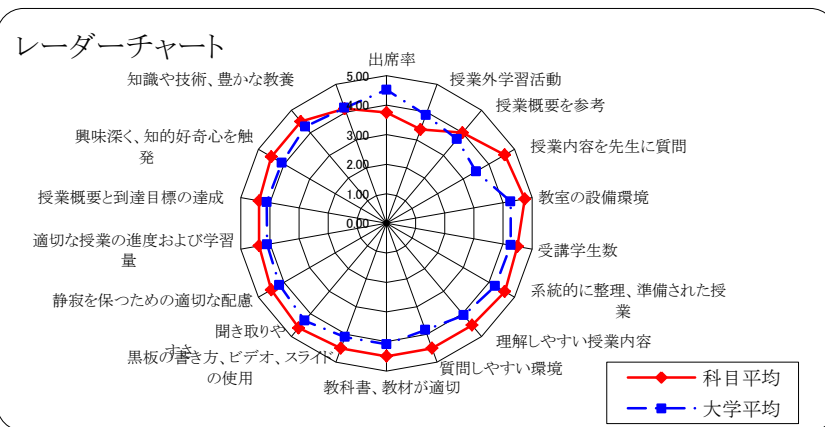 レーダーチャート
出席率
授業外学習活動
授業概要を参考
授業内容を先生に質問
教室の設備環境
受講学生数
系統的に整理、準備された授
業
理解しやすい授業内容
質問しやすい環境
教科書、教材が適切
黒板の書き方、ビデオ、スライド
の使用
聞き取りや
すさ
静寂を保つための適切な配慮
適切な授業の進度および学習
量
授業概要と到達目標の達成
興味深く、知的好奇心を触
発
知識や技術、豊かな教養
5.00
4.00
3.00
2.00
1.00
0.00
科目平均
大学平均